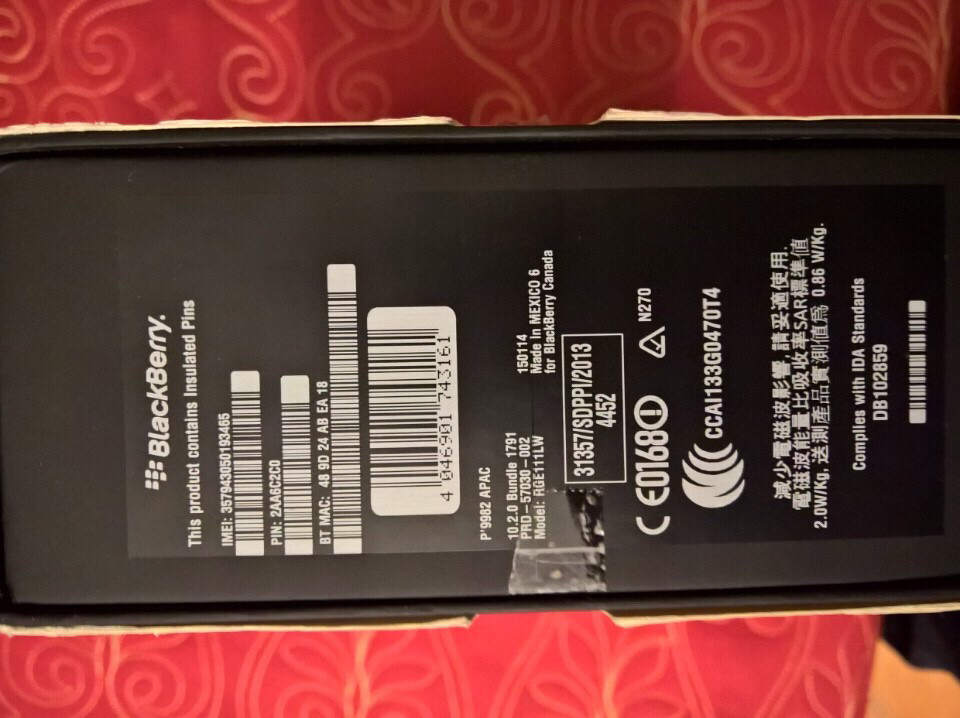 BlackBerry.
This product contains Insulated Pins
IMEI: 357943050193465
PIN: 2AA6C2C0
BT MAC: 48 9D 24 AB EA 18
4 046901 743161
P'9982 APAC
10.2.0 Bundle 1791
PRD-57030-002
Model: RGE111LW
150114
Made In MEXICO 6
for BlackBerry Canada
31357/SDPPI/2013
4452
CE0168
N270
CCAI133G0470T4
減少電磁波影響,請妥適使用.
電磁波能量比吸收率SAR標準值
2.0W/Kg, 送測產品實測值為 0.86 W/Kg.
Complies with IDA Standards
DB102859